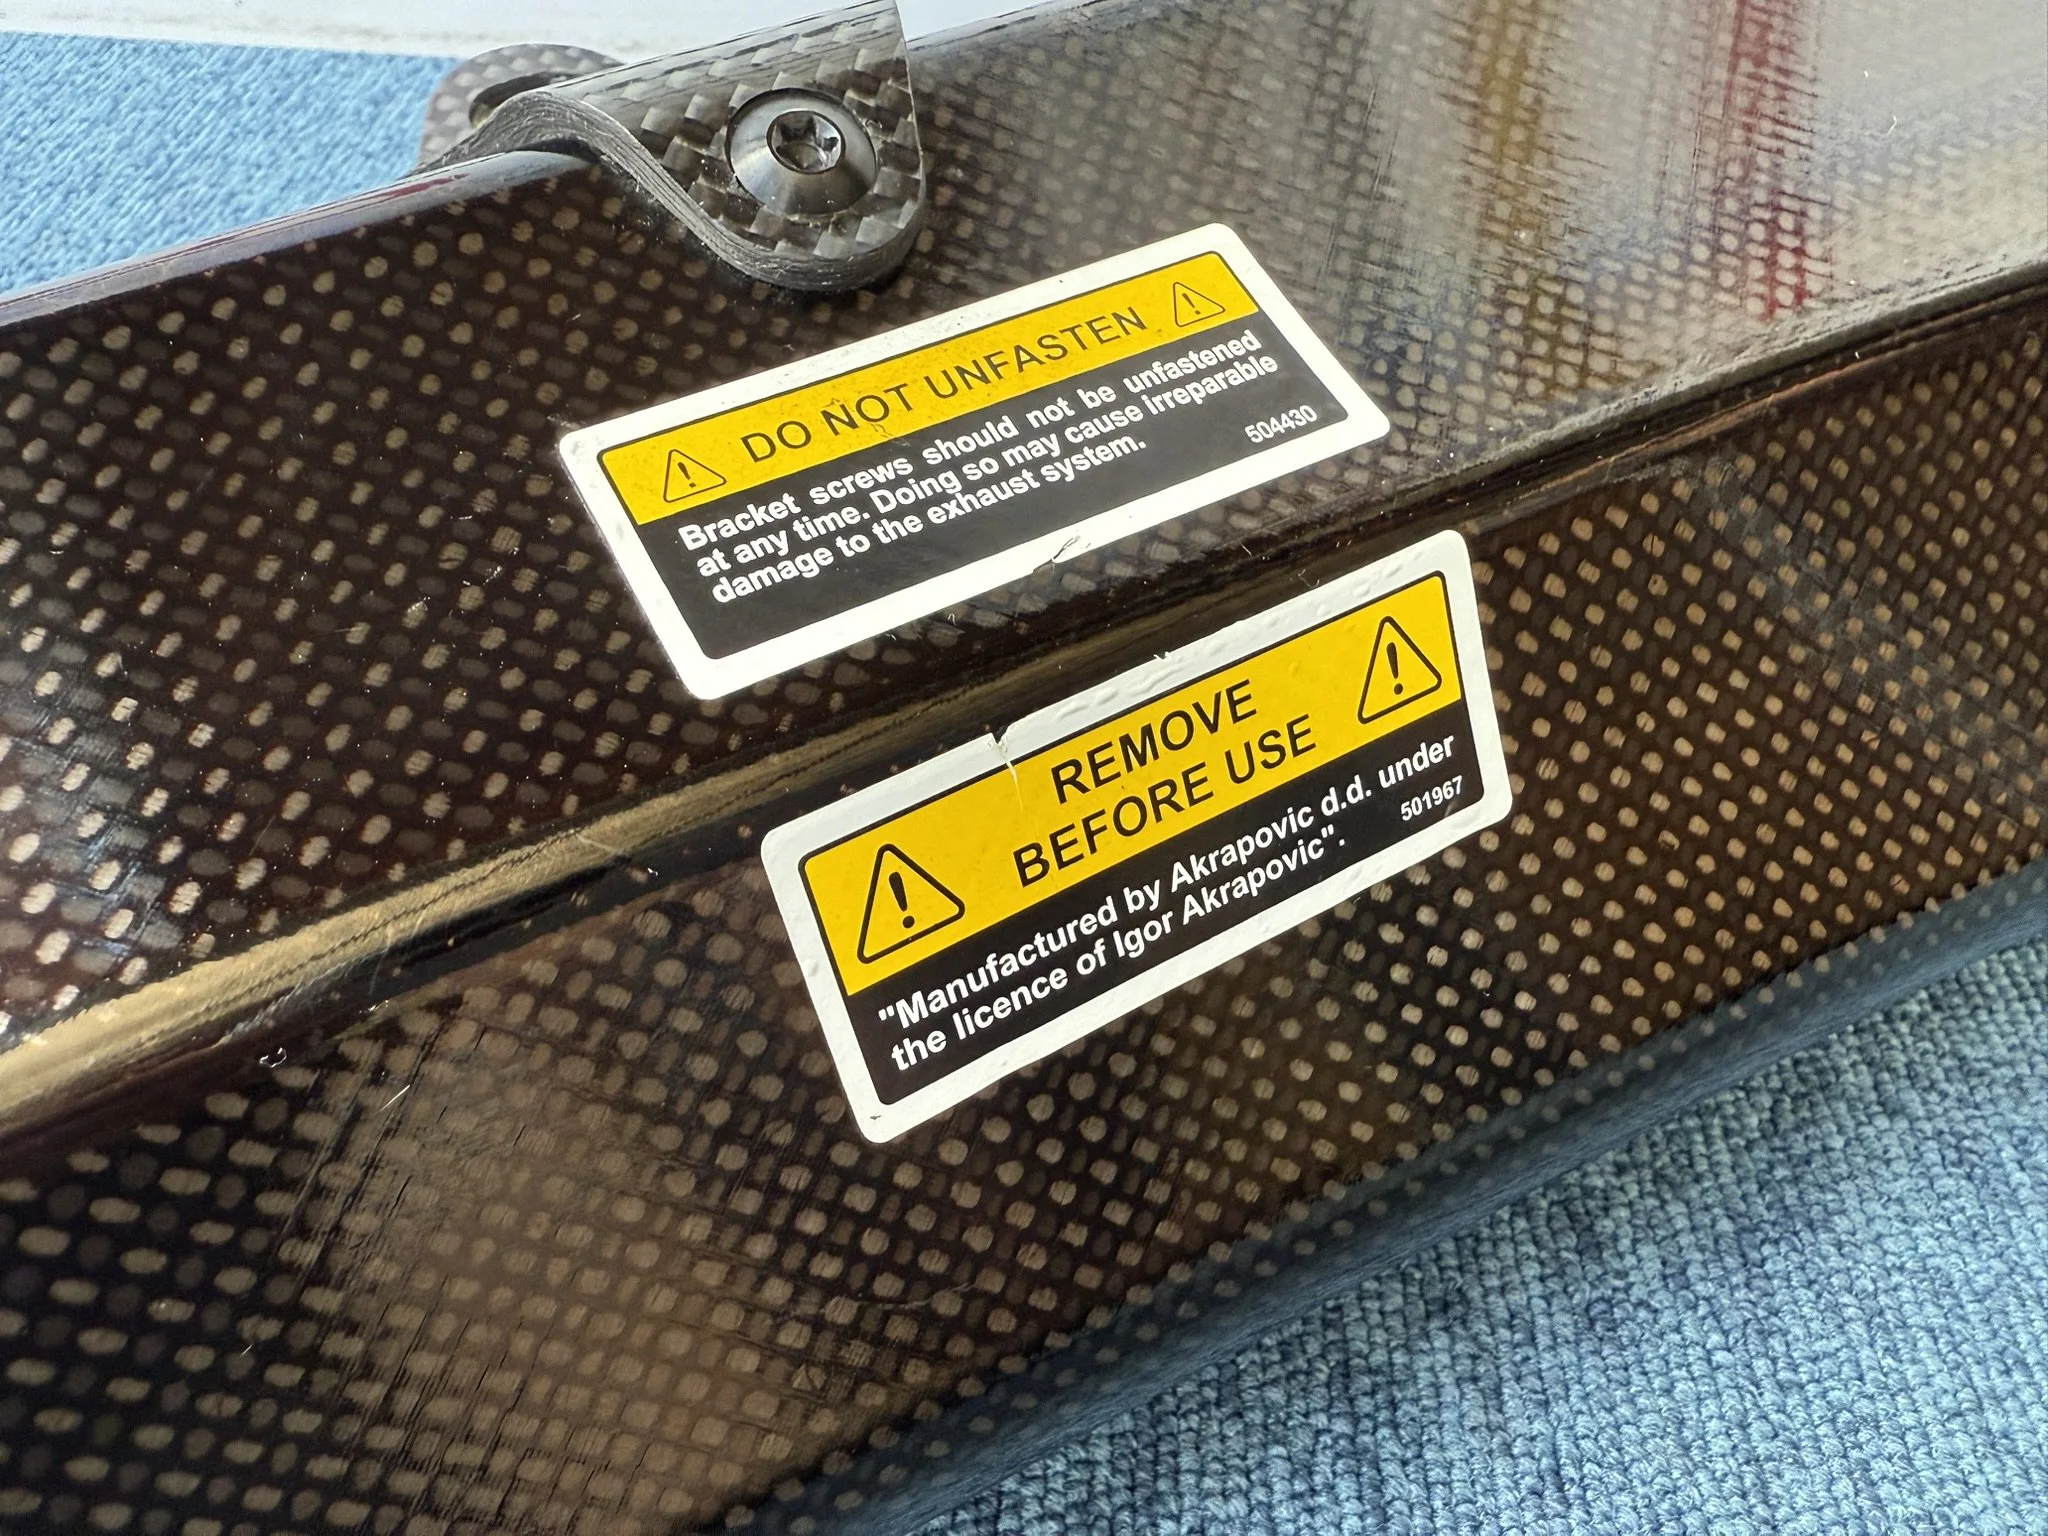 DO NOT UNFASTEN
Bracket screws should not be unfastened
at any time. Doing so may cause irreparable
damage to the exhaust system.
504430
REMOVE
BEFORE USE
"Manufactured by Akrapovic d.d. under
the licence of Igor Akrapovic".
501967